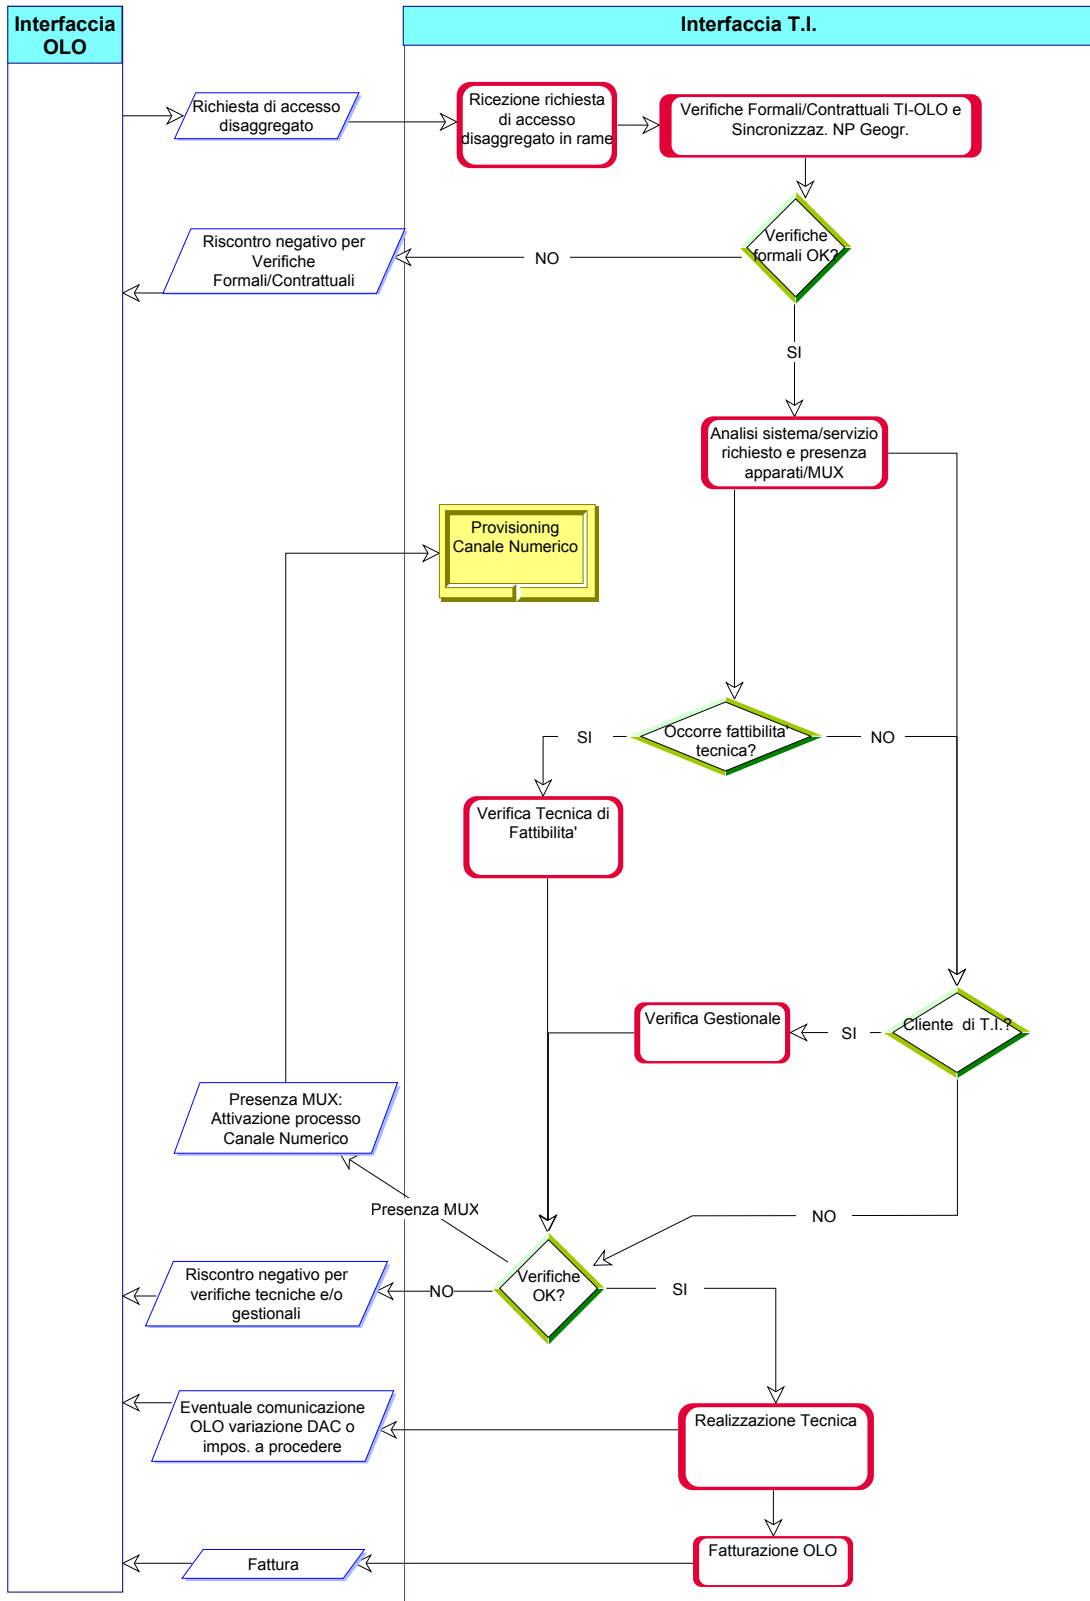 Interfaccia
OLO
Interfaccia T.I.
Richiesta di accesso
disaggregato
Ricezione richiesta
di accesso
disaggregato in rame
Verifiche Formali/Contrattuali TI-OLO e
Sincronizzaz. NP Geogr.
Riscontro negativo per
Verifiche
Formali/Contrattuali
NO
Verifiche
formali OK?
SI
Analisi sistema/servizio
richiesto e presenza
apparati/MUX
Provisioning
Canale Numerico
SI
Occorre fattibilita'
tecnica?
NO
Verifica Tecnica di
Fattibilita'
Verifica Gestionale
SI
Cliente di T.I.?
Presenza MUX:
Attivazione processo
Canale Numerico
Presenza MUX
NO
Riscontro negativo per
verifiche tecniche e/o
gestionali
NO
Verifiche
OK?
SI
Eventuale comunicazione
OLO variazione DAC o
impos. a procedere
Realizzazione Tecnica
Fattura
Fatturazione OLO